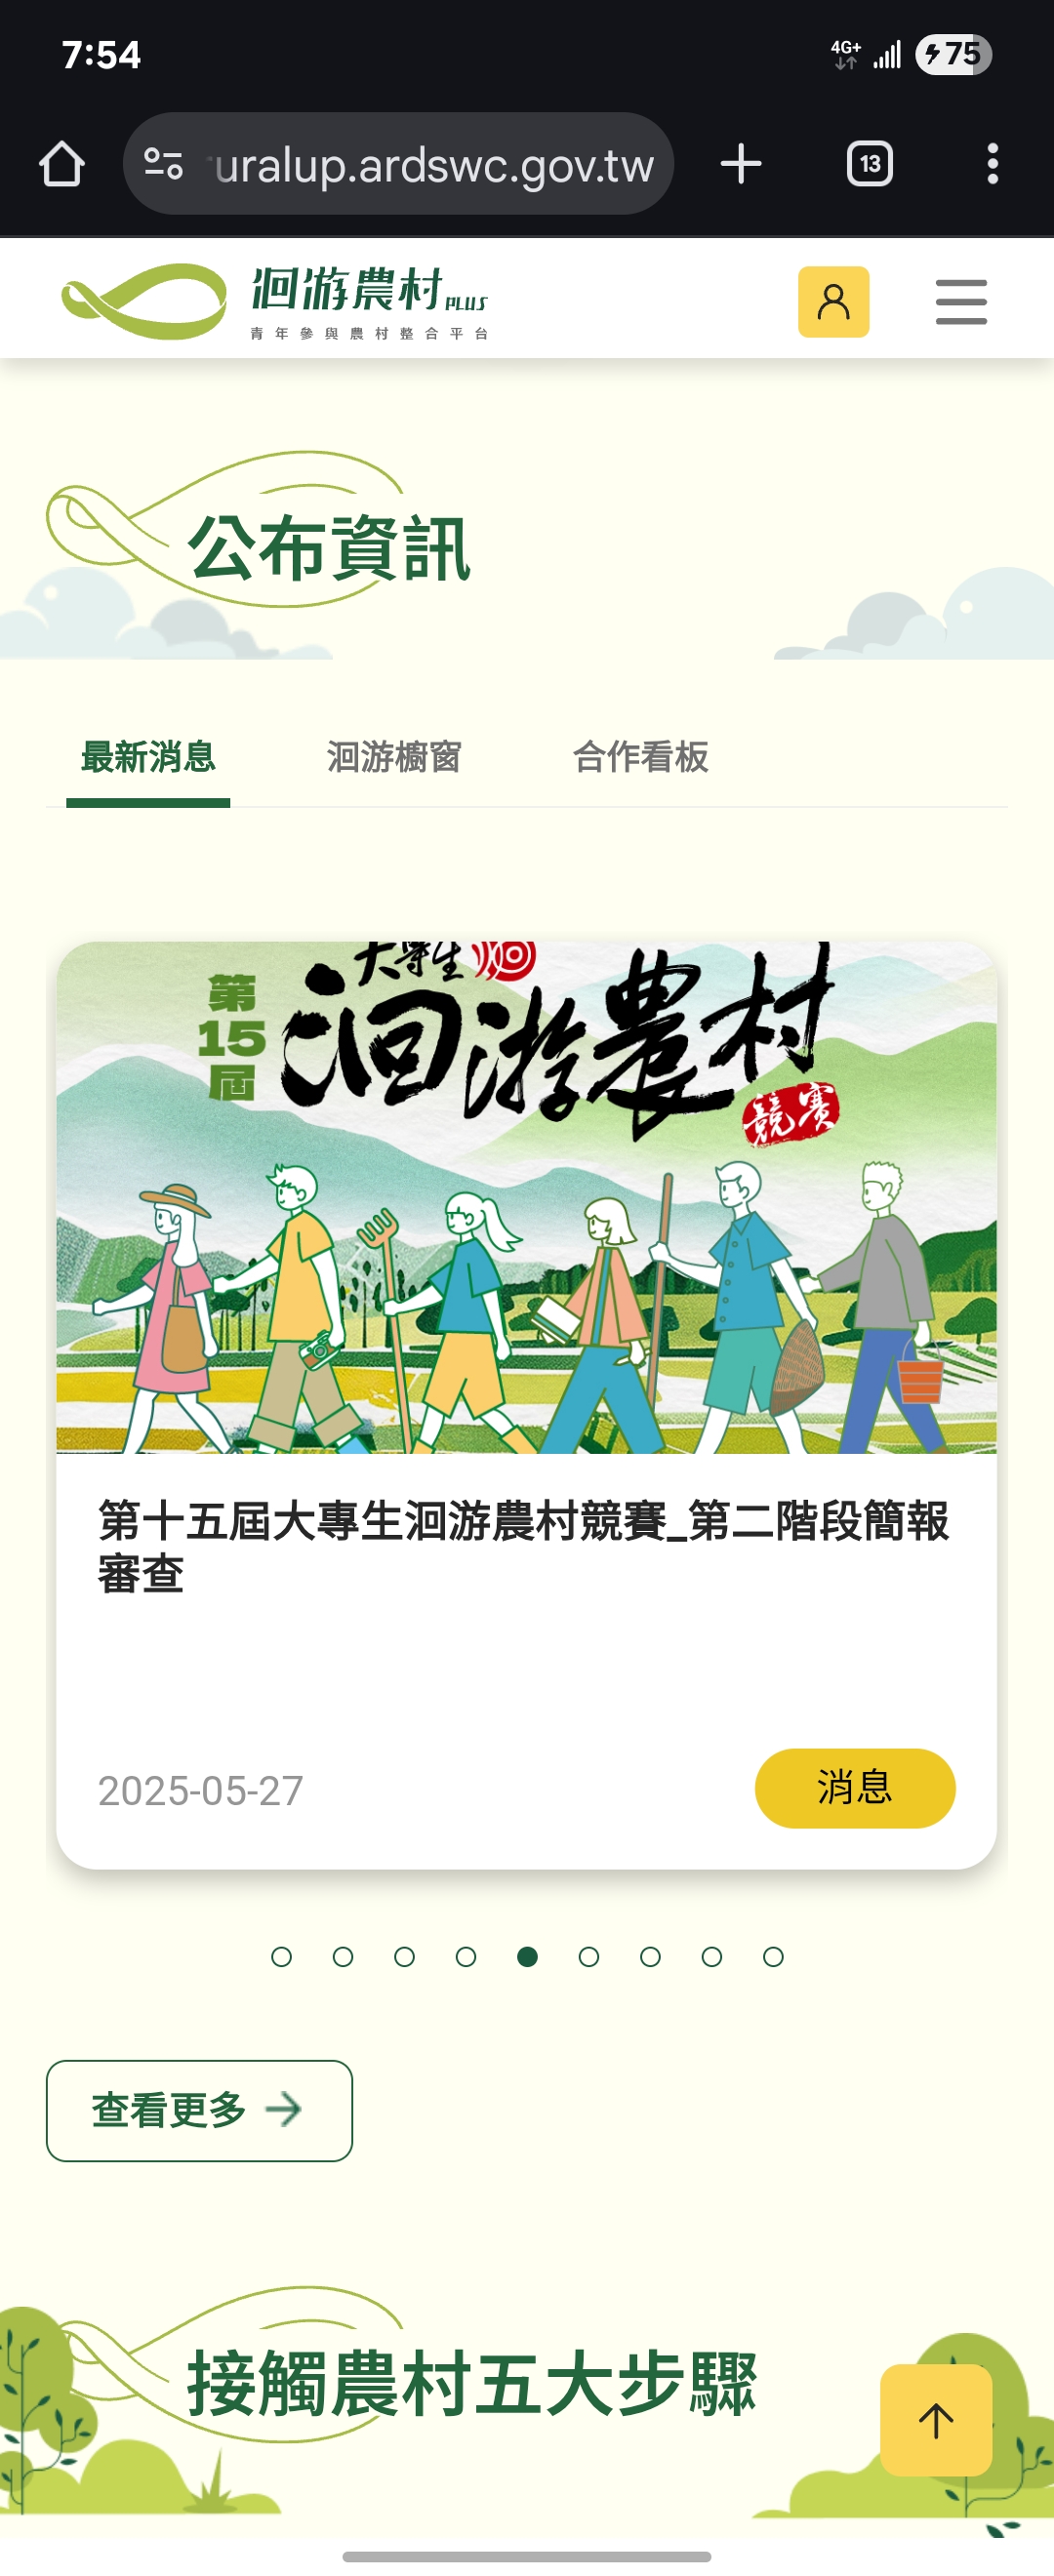 7:54
4G+
75
uralup.ardswc.gov.tw
13
洄游農村PLUS
青年參與農村整合平台
公布資訊
最新消息
洄游櫥窗
合作看板
大專生
第15屆
洄游農村
競賽
第十五屆大專生洄游農村競賽_第二階段簡報
審查
2025-05-27
消息
查看更多
接觸農村五大步驟